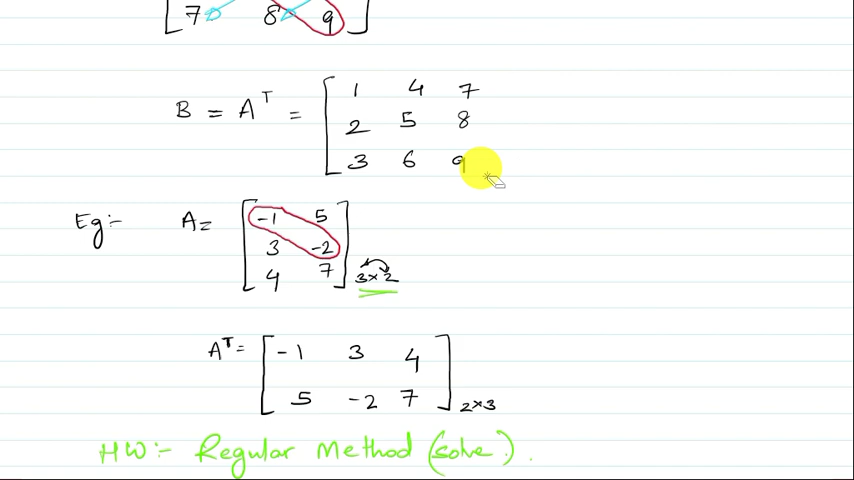 7 8 9
B = A^T = [1 4 7
2 5 8
3 6 9
Eg:- A = [-1 5
3 -2
4 7] 3×2
A^T = [-1 3 4
5 -2 7] 2×3
HW:- Regular Method (solve).